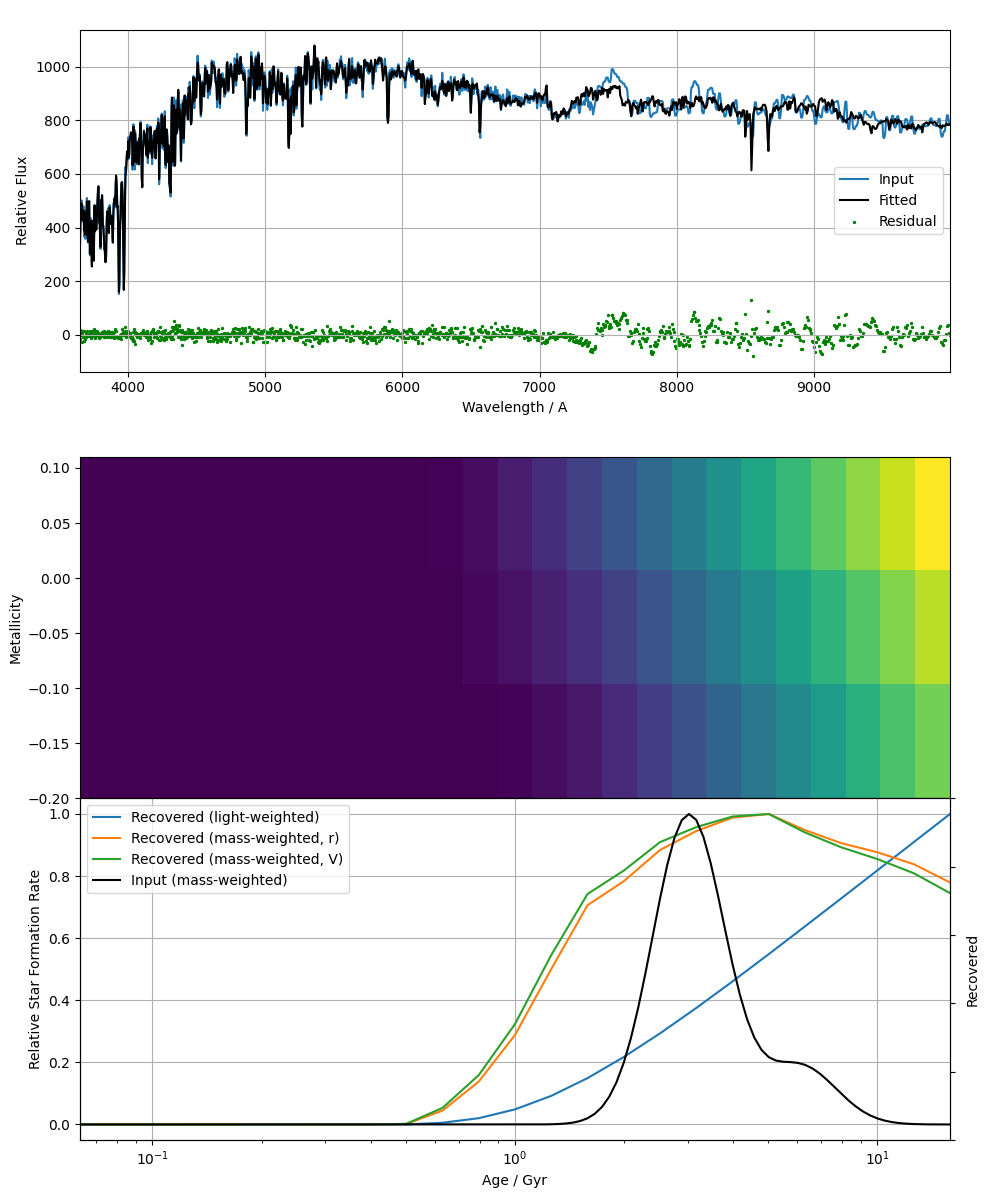 1000
800
600
400
200
0
Relative Flux
Input
Fitted
Residual
4000 5000 6000 7000 8000 9000
Wavelength / A
0.10
0.05
0.00
−0.05
−0.10
−0.15
−0.20
Metallicity
Recovered (light-weighted)
Recovered (mass-weighted, r)
Recovered (mass-weighted, V)
Input (mass-weighted)
1.0
0.8
0.6
0.4
0.2
0.0
Relative Star Formation Rate
Recovered
10⁻¹ 10⁰ 10¹
Age / Gyr